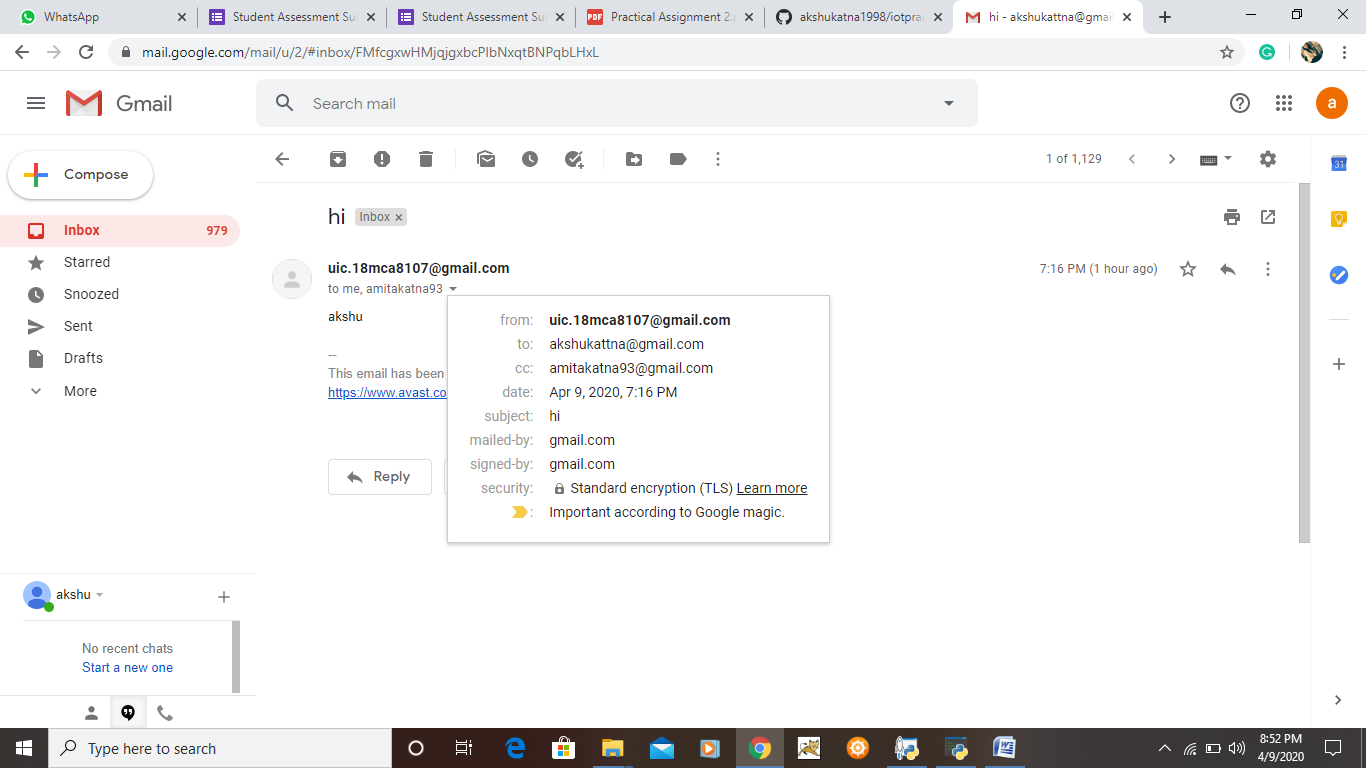 WhatsApp
Student Assessment Su
Student Assessment Su
PDF
Practical Assignment 2.
akshukatna1998/iotprac
hi - akshukattna@gmai
mail.google.com/mail/u/2/#inbox/FMfcgxwHMjqjgxbcPlbNxqtBNPqbLHxL
Gmail
Search mail
a
Compose
1 of 1,129
31
hi
Inbox ×
Inbox 979
Starred
Snoozed
Sent
Drafts
More
uic.18mca8107@gmail.com
7:16 PM (1 hour ago)
to me, amitakatna93
akshu
--
This email has been
https://www.avast.co
from: uic.18mca8107@gmail.com
to: akshukattna@gmail.com
cc: amitakatna93@gmail.com
date: Apr 9, 2020, 7:16 PM
subject: hi
mailed-by: gmail.com
signed-by: gmail.com
security: Standard encryption (TLS) Learn more
: Important according to Google magic.
Reply
akshu
No recent chats
Start a new one
Type here to search
8:52 PM
4/9/2020